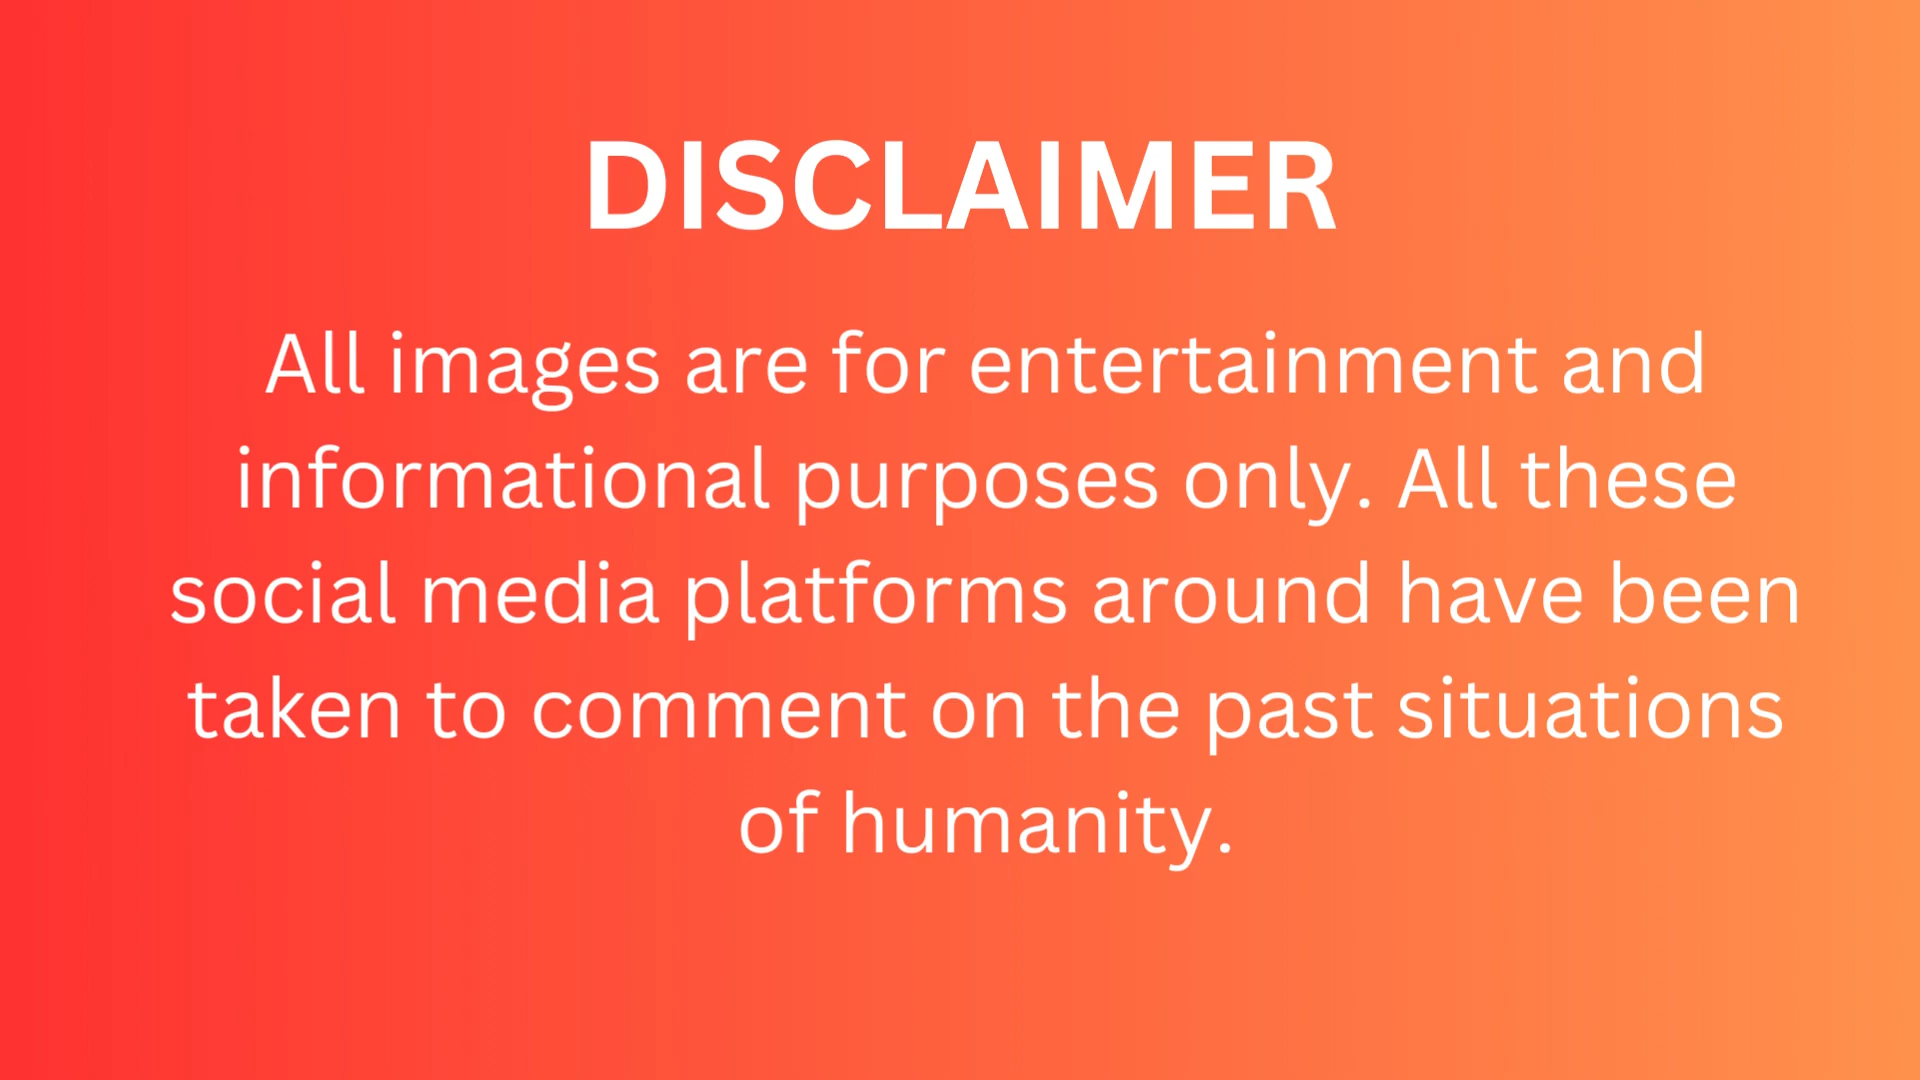 DISCLAIMER
All images are for entertainment and
informational purposes only. All these
social media platforms around have been
taken to comment on the past situations
of humanity.